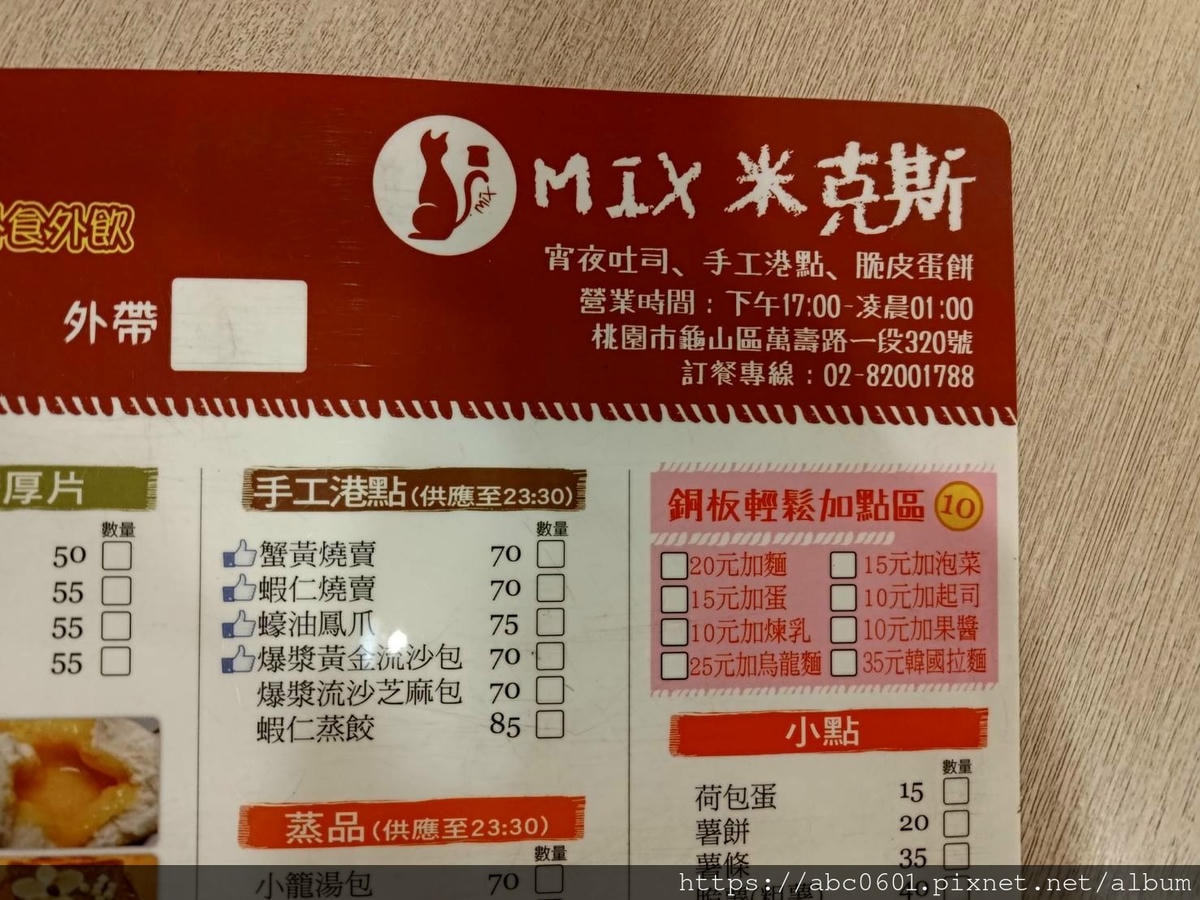 MIX 米克斯
宵夜吐司、手工港點、脆皮蛋餅
營業時間：下午17:00-凌晨01:00
桃園市龜山區萬壽路一段320號
訂餐專線：02-82001788
食外飲
外帶
厚片
數量
50
55
55
55
手工港點(供應至23:30)
數量
蟹黃燒賣 70
蝦仁燒賣 70
蠔油鳳爪 75
爆漿黃金流沙包 70
爆漿流沙芝麻包 70
蝦仁蒸餃 85
蒸品(供應至23:30)
數量
小籠湯包 70
銅板輕鬆加點區 10
20元加麵 15元加泡菜
15元加蛋 10元加起司
10元加煉乳 10元加果醬
25元加烏龍麵 35元韓國拉麵
小點
數量
荷包蛋 15
薯餅 20
薯條 35
https://abc0601.pixnet.net/album